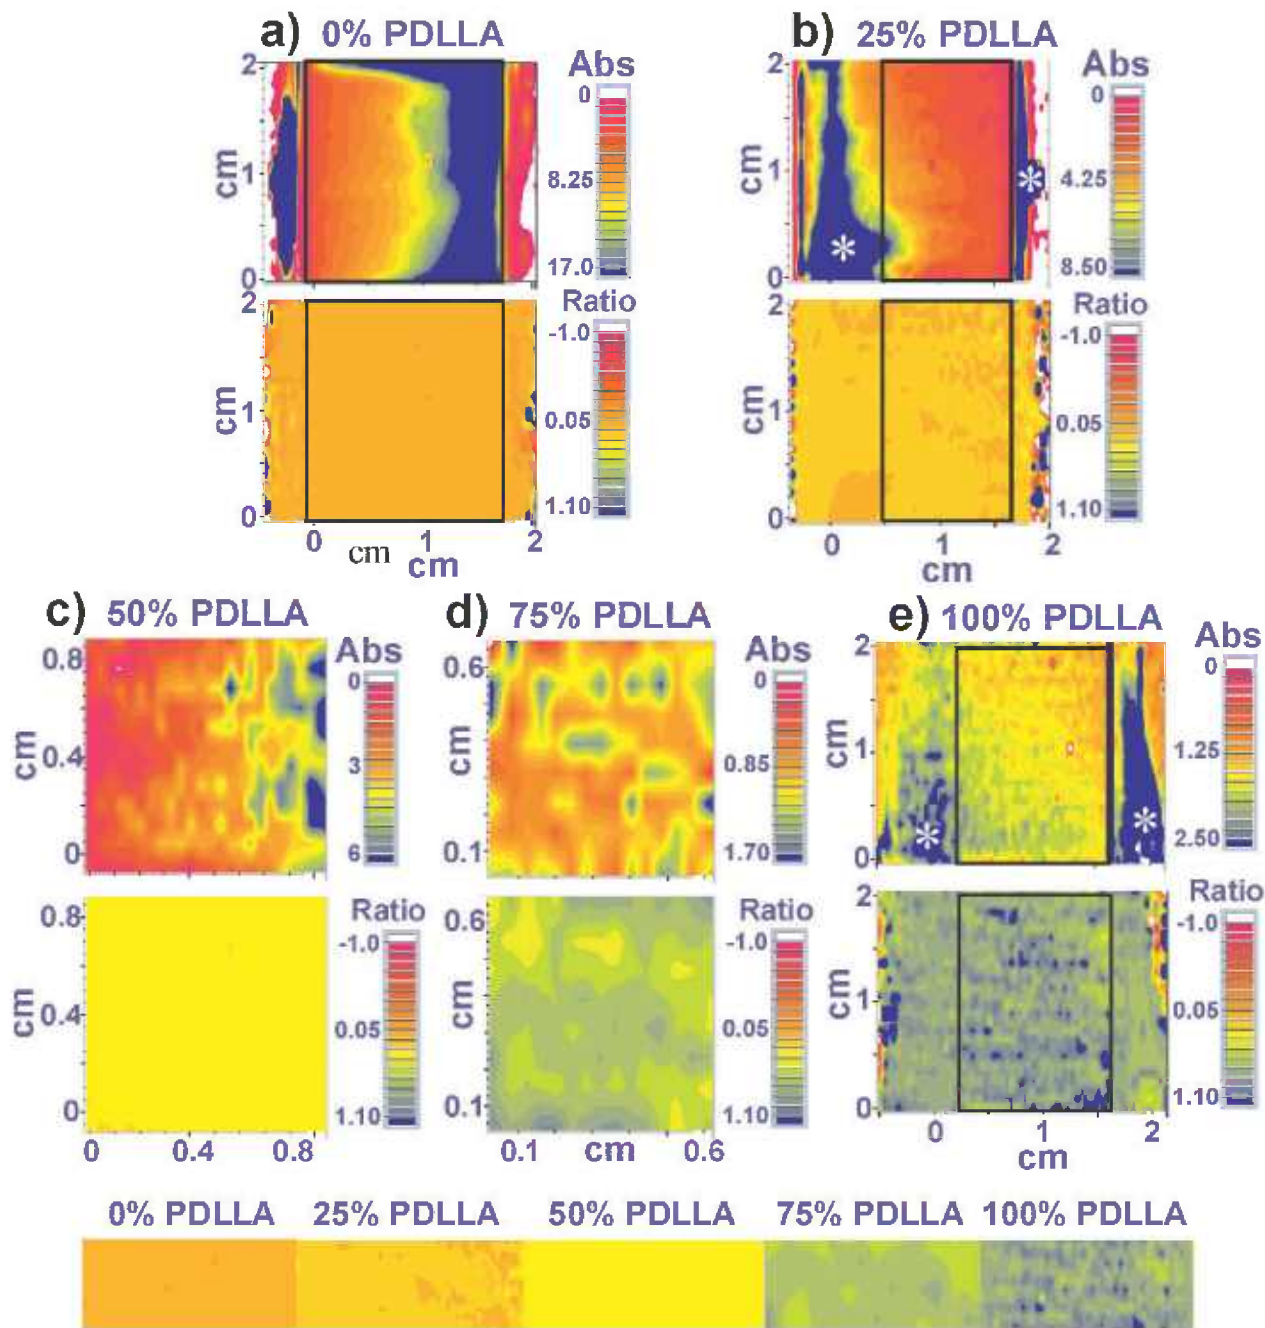 a) 0% PDLLA
b) 25% PDLLA
Abs
Abs
2
1
0
cm
0
8.25
17.0
2
1
0
cm
0
4.25
8.50
Ratio
Ratio
2
1
0
cm
-1.0
0.05
1.10
2
1
0
cm
-1.0
0.05
1.10
0 cm 1 2
cm
0 1 2
cm
c) 50% PDLLA
d) 75% PDLLA
e) 100% PDLLA
Abs
Abs
Abs
0.8
0.4
0
cm
0
3
6
0.6
0.1
cm
0
0.85
1.70
2
1
0
cm
0
1.25
2.50
Ratio
Ratio
Ratio
0.8
0.4
0
cm
-1.0
0.05
1.10
0.6
0.1
cm
-1.0
0.05
1.10
2
1
0
cm
-1.0
0.05
1.10
0 0.4 0.8
0.1 cm 0.6
0 1 2
cm
0% PDLLA 25% PDLLA 50% PDLLA 75% PDLLA 100% PDLLA